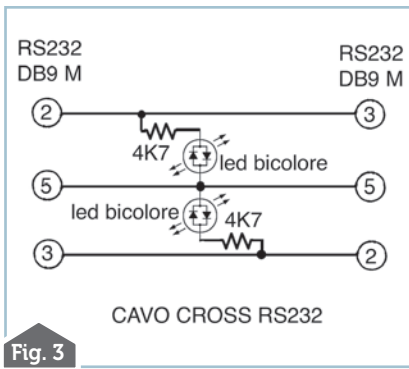 RS232
DB9 M
RS232
DB9 M
2
3
4K7
led bicolore
5
5
led bicolore
4K7
3
2
CAVO CROSS RS232
Fig. 3